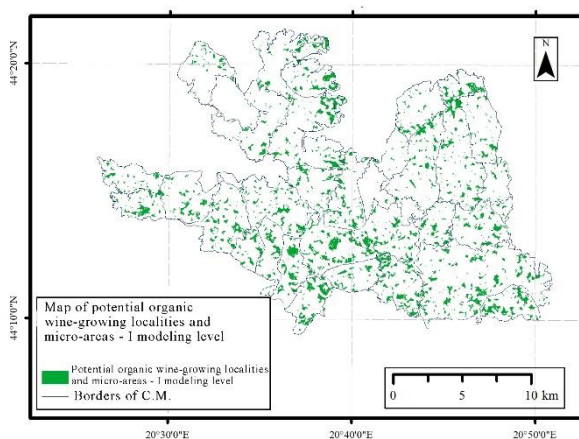 44°20'0"N
N
Map of potential organic
wine-growing localities and
micro-areas - I modeling level
44°10'0"N
Potential organic wine-growing localities
and micro-areas - I modeling level
Borders of C.M.
0 5 10 km
20°30'0"E 20°40'0"E 20°50'0"E